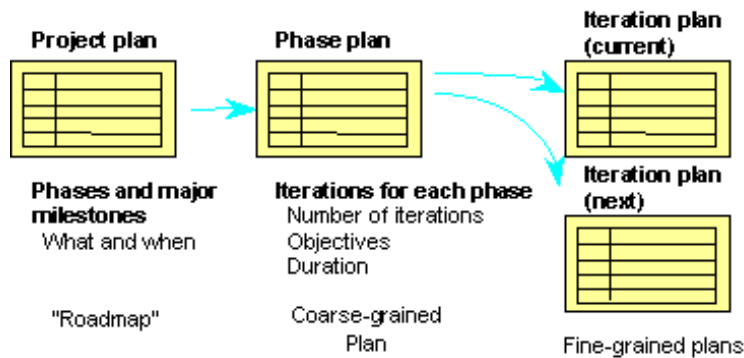 Project plan
Phase plan
Iteration plan
(current)
Phases and major
milestones
What and when
"Roadmap"
Iterations for each phase
Number of iterations
Objectives
Duration
Coarse-grained
Plan
Iteration plan
(next)
Fine-grained plans